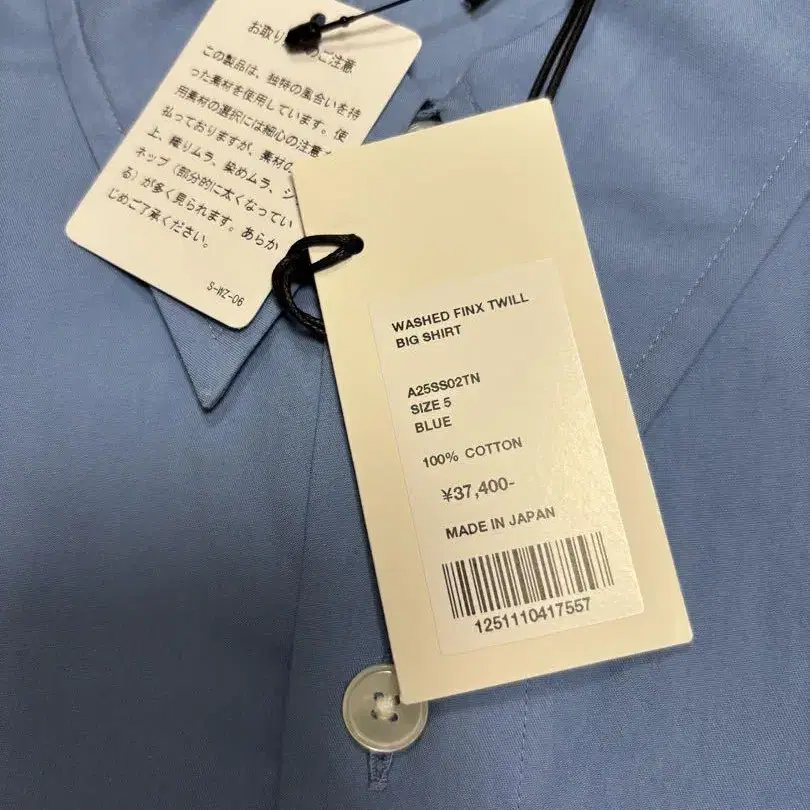 お取り のご注意
この製品は、独特の風合いを持
った素材を使用しています。使
用素材の選択には細心の注意
払っておりますが、素材の
上、織りムラ、染めムラ、シ
ネップ（部分的に太くなってい
る）が多く見られます。あらか
じめご了承ください。
S-WZ-06
WASHED FINX TWILL
BIG SHIRT
A25SS02TN
SIZE 5
BLUE
100% COTTON
¥37,400-
MADE IN JAPAN
1251110417557